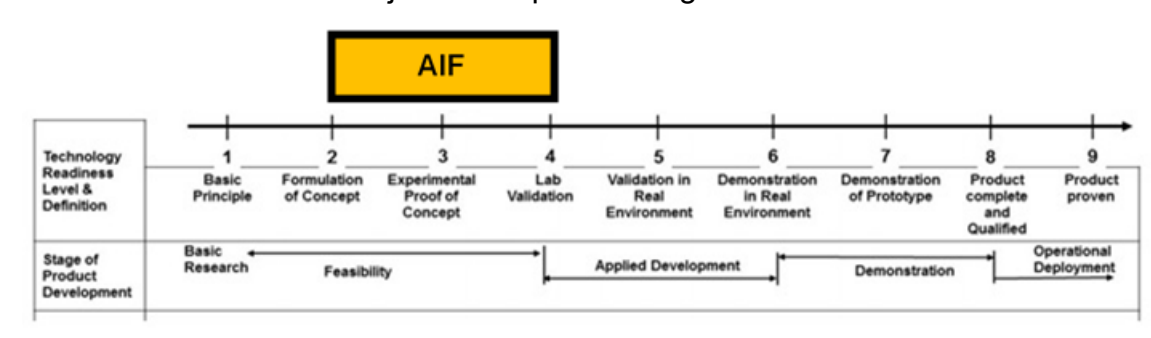 AIF
1 2 3 4 5 6 7 8 9
Technology
Readiness
Level &
Definition
Basic
Principle
Formulation
of Concept
Experimental
Proof of
Concept
Lab
Validation
Validation in
Real
Environment
Demonstration
in Real
Environment
Demonstration
of Prototype
Product
complete
and
Qualified
Product
proven
Stage of
Product
Development
Basic
Research
Feasibility
Applied Development
Demonstration
Operational
Deployment